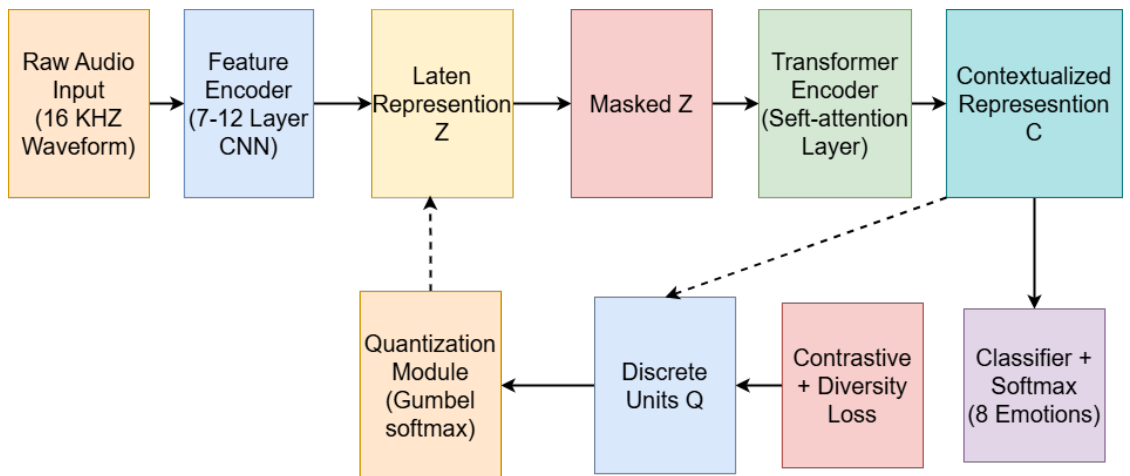 Raw Audio
Input
(16 KHZ
Waveform)
Feature
Encoder
(7-12 Layer
CNN)
Laten
Represention
Z
Masked Z
Transformer
Encoder
(Seft-attention
Layer)
Contextualized
Represesntion
C
Quantization
Module
(Gumbel
softmax)
Discrete
Units Q
Contrastive
+ Diversity
Loss
Classifier +
Softmax
(8 Emotions)